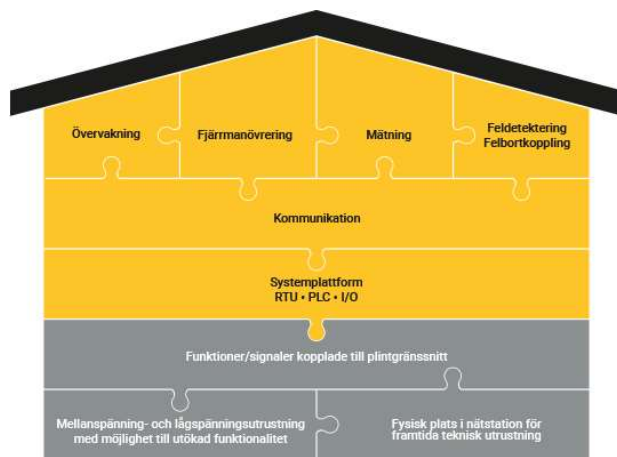 Övervakning
Fjärrmanövrering
Mätning
Feldetektering
Felbortkoppling
Kommunikation
Systemplattform
RTU • PLC • I/O
Funktioner/signaler kopplade till plintgränssnitt
Mellanspänning- och lågspänningsutrustning
med möjlighet till utökad funktionalitet
Fysisk plats i nätstation för
framtida teknisk utrustning